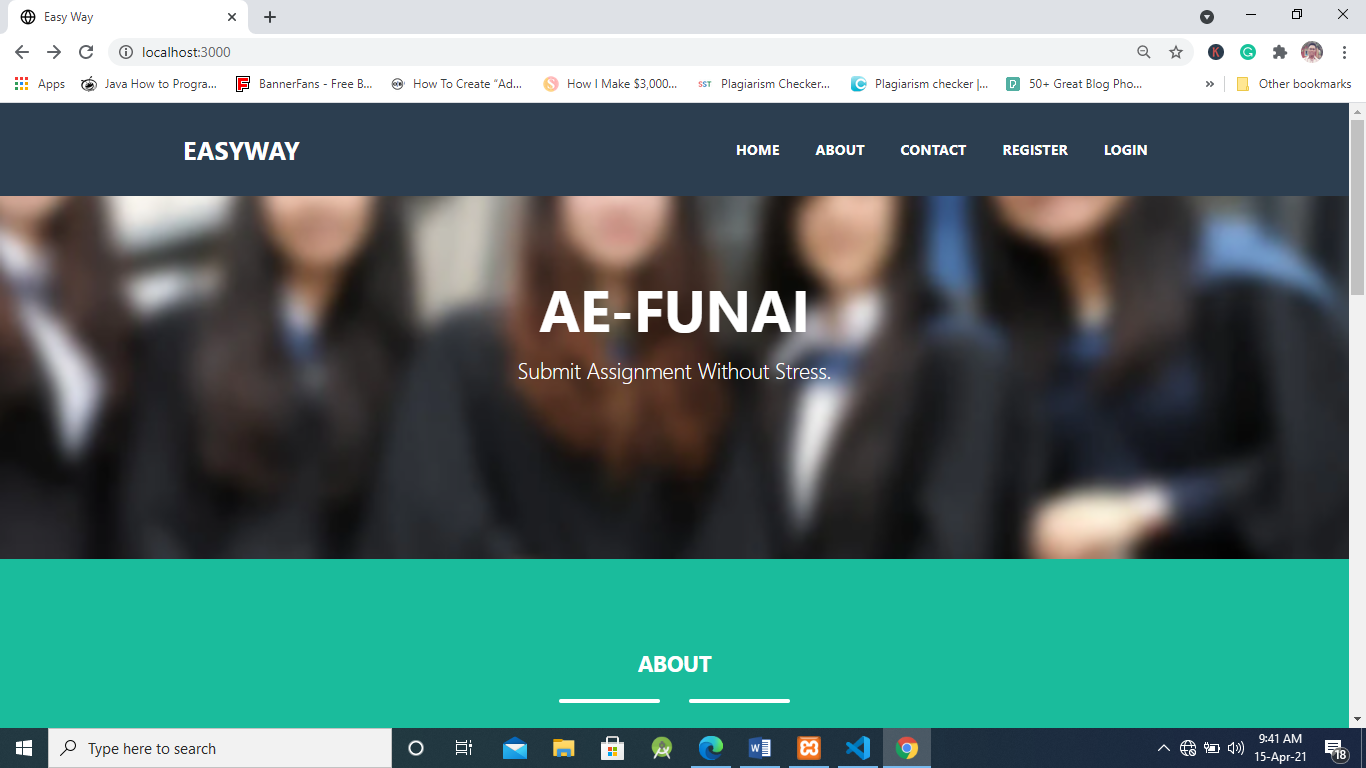 Easy Way
localhost:3000
Apps
Java How to Progra...
BannerFans - Free B...
How To Create “Ad...
How I Make $3,000...
SST
Plagiarism Checker...
Plagiarism checker |...
50+ Great Blog Pho...
Other bookmarks
EASYWAY
HOME
ABOUT
CONTACT
REGISTER
LOGIN
AE-FUNAI
Submit Assignment Without Stress.
ABOUT
Type here to search
9:41 AM
15-Apr-21
18